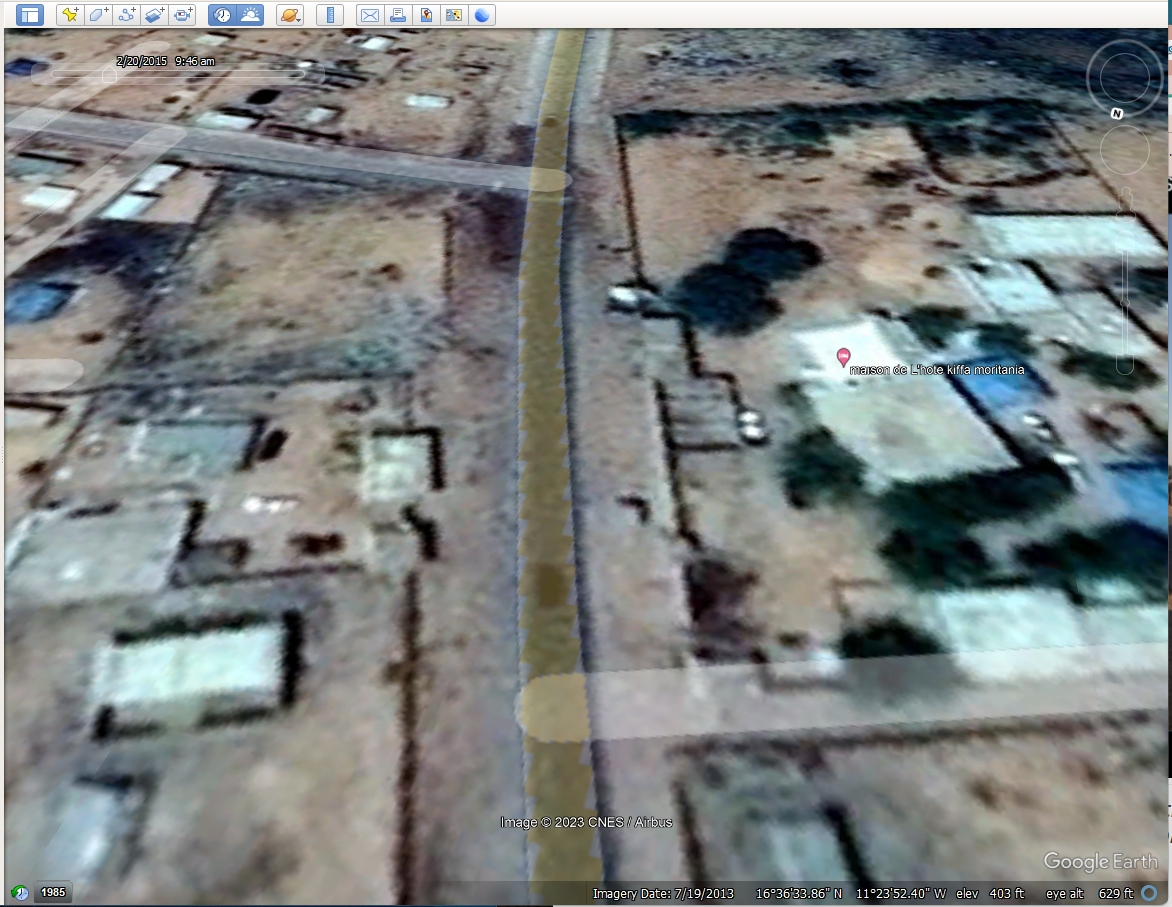 2/20/2015 9:46 am
N
maison de L'hote kiffa moritania
Image © 2023 CNES / Airbus
Google Earth
1985
Imagery Date: 7/19/2013 16°36'33.86" N 11°23'52.40" W elev 403 ft eye alt 629 ft